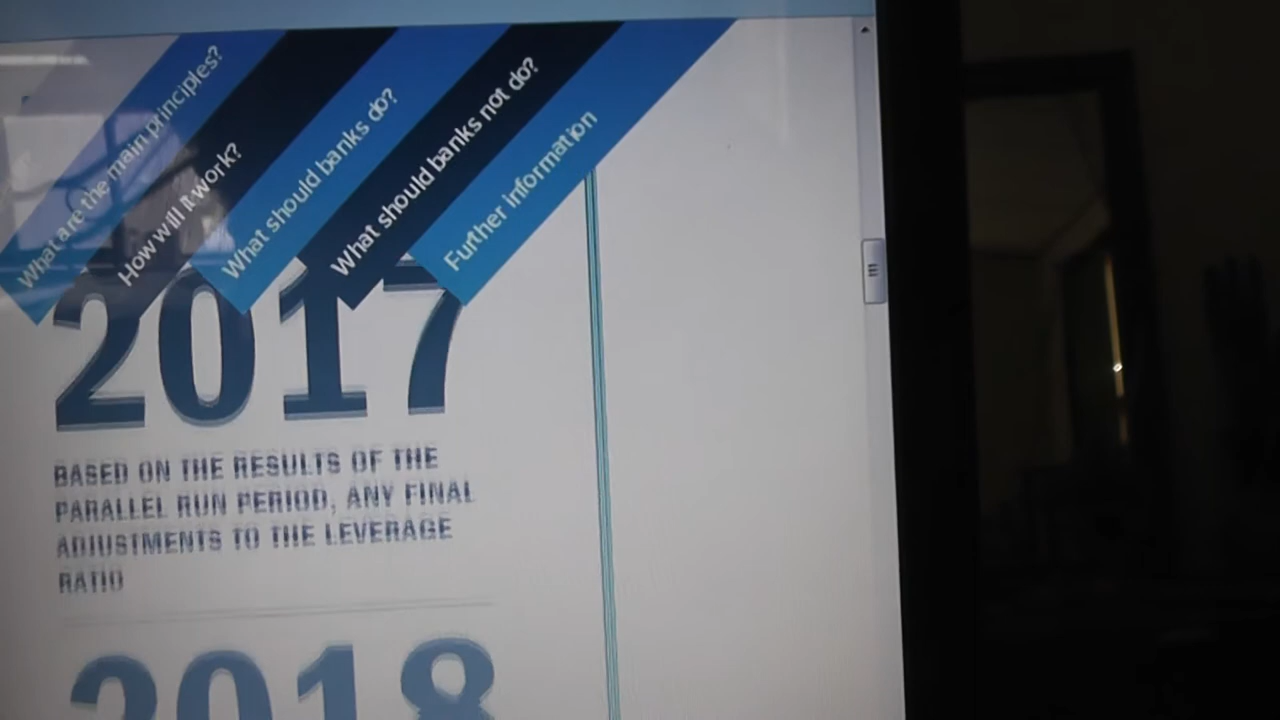 What are the main principles?
How will it work?
What should banks do?
What should banks not do?
Further information
2017
BASED ON THE RESULTS OF THE
PARALLEL RUN PERIOD, ANY FINAL
ADJUSTMENTS TO THE LEVERAGE
RATIO
2018